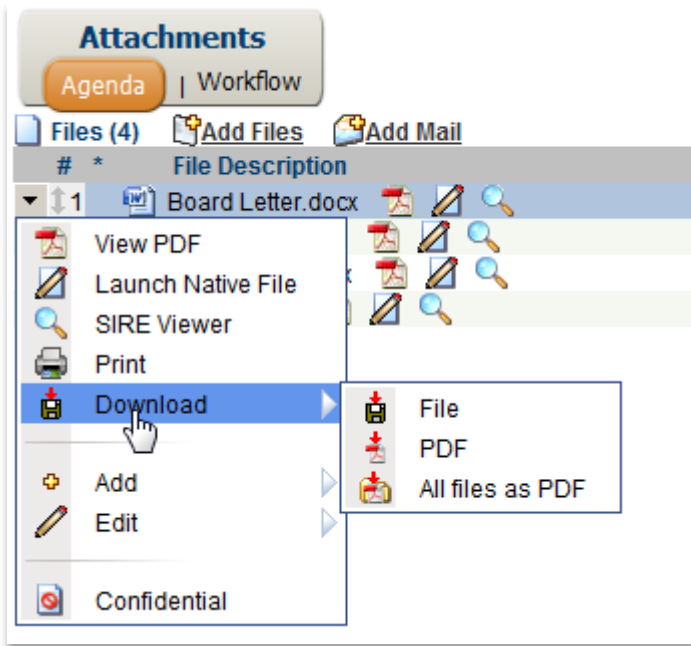 Attachments
Agenda | Workflow
Files (4) Add Files Add Mail
# * File Description
1 Board Letter.docx
View PDF
x
Launch Native File
SIRE Viewer
Print
Download
File
PDF
All files as PDF
Add
Edit
Confidential